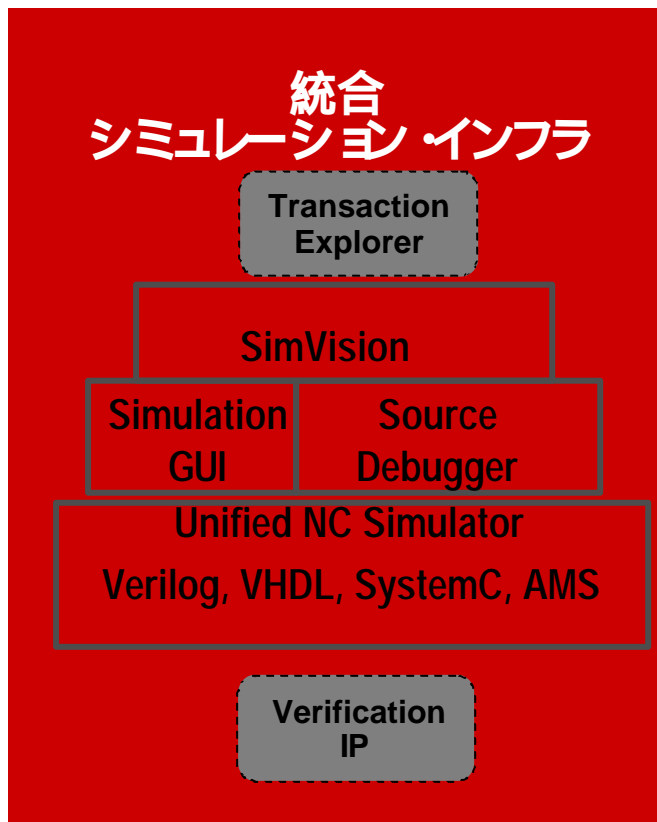 統合
シミュレーション・インフラ
Transaction
Explorer
SimVision
Simulation
GUI
Source
Debugger
Unified NC Simulator
Verilog, VHDL, SystemC, AMS
Verification
IP